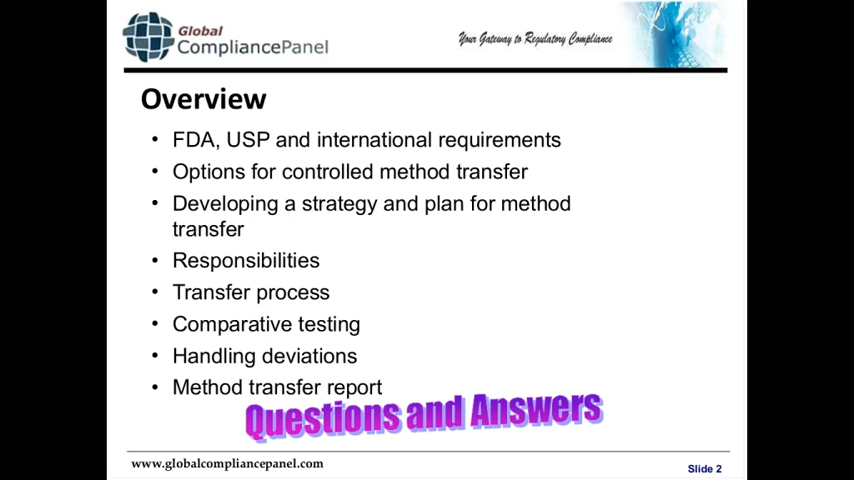 Global
CompliancePanel
Your Gateway to Regulatory Compliance
Overview
• FDA, USP and international requirements
• Options for controlled method transfer
• Developing a strategy and plan for method
transfer
• Responsibilities
• Transfer process
• Comparative testing
• Handling deviations
• Method transfer report
Questions and Answers
www.globalcompliancepanel.com
Slide 2